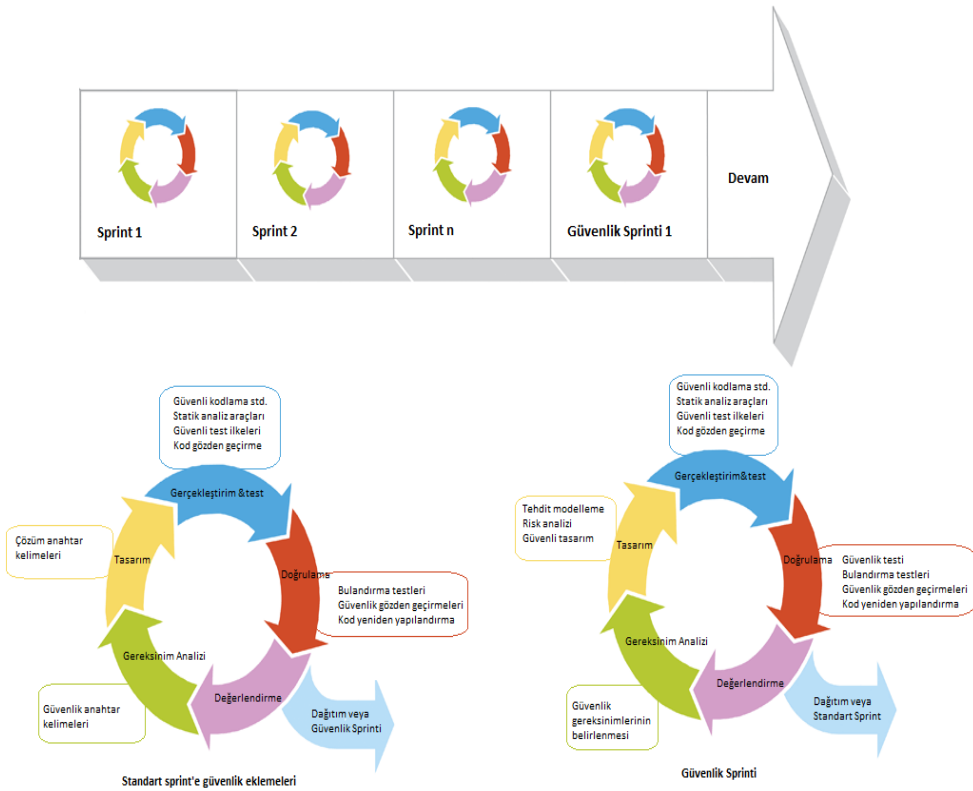 Sprint 1
Sprint 2
Sprint n
Güvenlik Sprinti 1
Devam
Güvenli kodlama std.
Statik analiz araçları
Güvenli test ilkeleri
Kod gözden geçirme
Gerçekleştirim &test
Çözüm anahtar
kelimeleri
Tasarım
Doğrulama
Bulandırma testleri
Güvenlik gözden geçirmeleri
Kod yeniden yapılandırma
Gereksinim Analizi
Değerlendirme
Güvenlik anahtar
kelimeleri
Dağıtım veya
Güvenlik Sprinti
Standart sprint'e güvenlik eklemeleri
Güvenli kodlama std.
Statik analiz araçları
Güvenli test ilkeleri
Kod gözden geçirme
Gerçekleştirim&test
Tehdit modelleme
Risk analizi
Güvenli tasarım
Tasarım
Doğrulama
Güvenlik testi
Bulandırma testleri
Güvenlik gözden geçirmeleri
Kod yeniden yapılandırma
Gereksinim Analizi
Değerlendirme
Güvenlik
gereksinimlerinin
belirlenmesi
Dağıtım veya
Standart Sprint
Güvenlik Sprinti